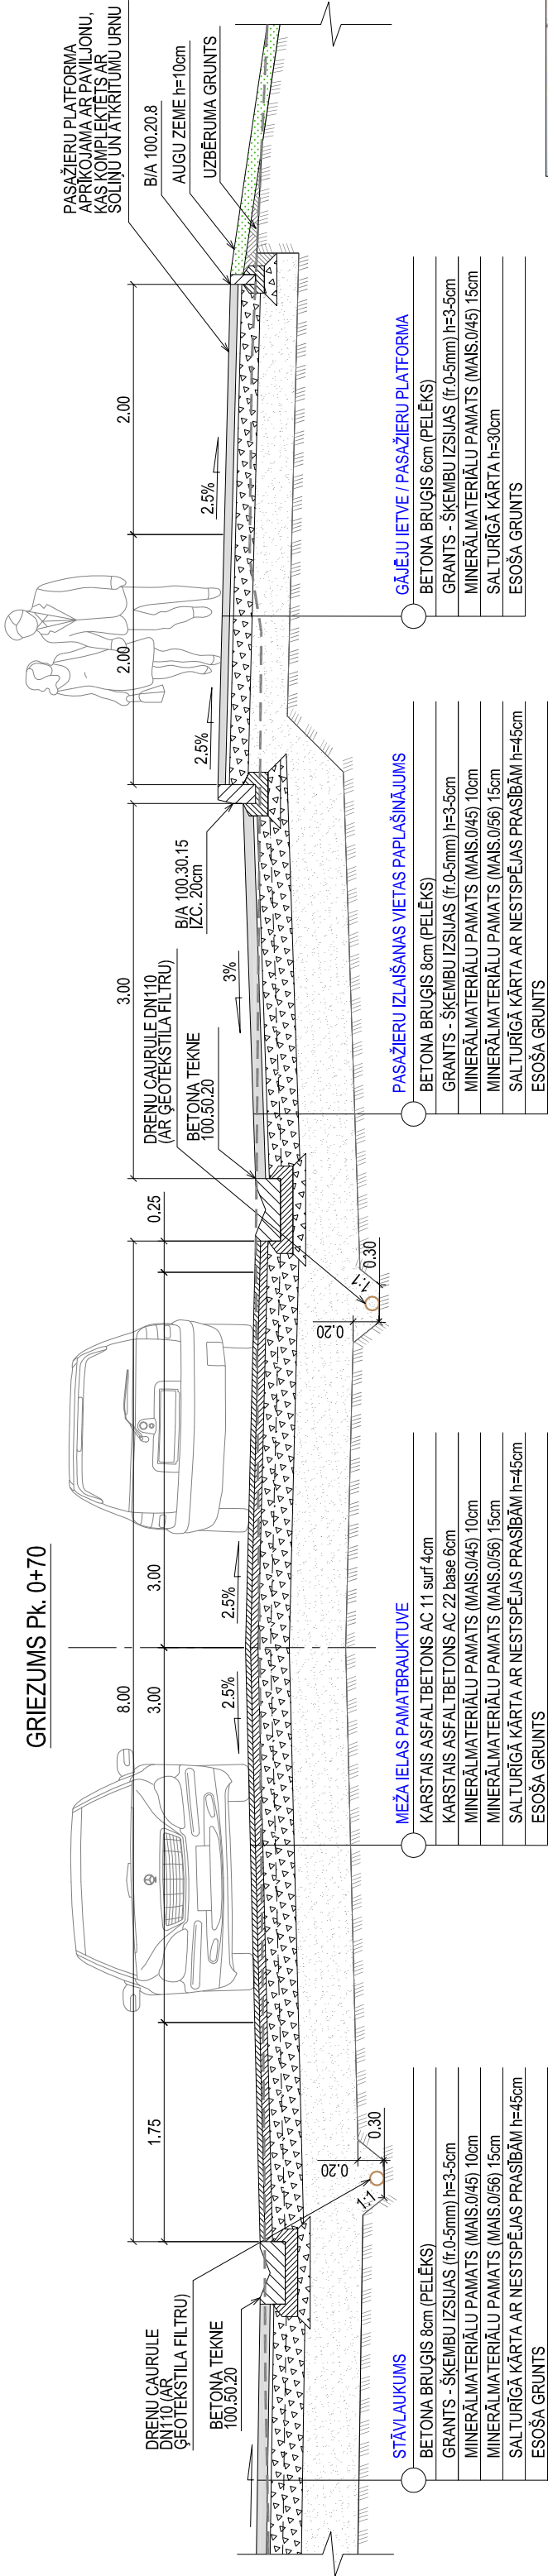 GRIEZUMS Pk. 0+70
8.00
1.75
3.00
3.00
0.25
3.00
2.00
2.00
2.5%
2.5%
3%
2.5%
2.5%
DRENU CAURULE
DN110 (AR
ĢEOTEKSTILA FILTRU)
BETONA TEKNE
100.50.20
1:1
0.20
0.30
DRENU CAURULE DN110
(AR ĢEOTEKSTILA FILTRU)
BETONA TEKNE
100.50.20
0.20
1:1
0.30
B/A 100.30.15
IZC. 20cm
PASAŽIERU PLATFORMA
APRĪKOJAMA AR PAVILJONU,
KAS KOMPLEKTĒTS AR
SOLIŅU UN ATKRITUMU URNU
B/A 100.20.8
AUGU ZEME h=10cm
UZBĒRUMA GRUNTS
STĀVLAUKUMS
BETONA BRUĢIS 8cm (PELĒKS)
GRANTS - ŠĶEMBU IZSIJAS (fr.0-5mm) h=3-5cm
MINERĀLMATERIĀLU PAMATS (MAIS.0/45) 10cm
MINERĀLMATERIĀLU PAMATS (MAIS.0/56) 15cm
SALTURĪGĀ KĀRTA AR NESTSPĒJAS PRASĪBĀM h=45cm
ESOŠA GRUNTS
MEŽA IELAS PAMATBRAUKTUVE
KARSTAIS ASFALTBETONS AC 11 surf 4cm
KARSTAIS ASFALTBETONS AC 22 base 6cm
MINERĀLMATERIĀLU PAMATS (MAIS.0/45) 10cm
MINERĀLMATERIĀLU PAMATS (MAIS.0/56) 15cm
SALTURĪGĀ KĀRTA AR NESTSPĒJAS PRASĪBĀM h=45cm
ESOŠA GRUNTS
PASAŽIERU IZLAIŠANAS VIETAS PAPLAŠINĀJUMS
BETONA BRUĢIS 8cm (PELĒKS)
GRANTS - ŠĶEMBU IZSIJAS (fr.0-5mm) h=3-5cm
MINERĀLMATERIĀLU PAMATS (MAIS.0/45) 10cm
MINERĀLMATERIĀLU PAMATS (MAIS.0/56) 15cm
SALTURĪGĀ KĀRTA AR NESTSPĒJAS PRASĪBĀM h=45cm
ESOŠA GRUNTS
GĀJĒJU IETVE / PASAŽIERU PLATFORMA
BETONA BRUĢIS 6cm (PELĒKS)
GRANTS - ŠĶEMBU IZSIJAS (fr.0-5mm) h=3-5cm
MINERĀLMATERIĀLU PAMATS (MAIS.0/45) 15cm
SALTURĪGĀ KĀRTA h=30cm
ESOŠA GRUNTS